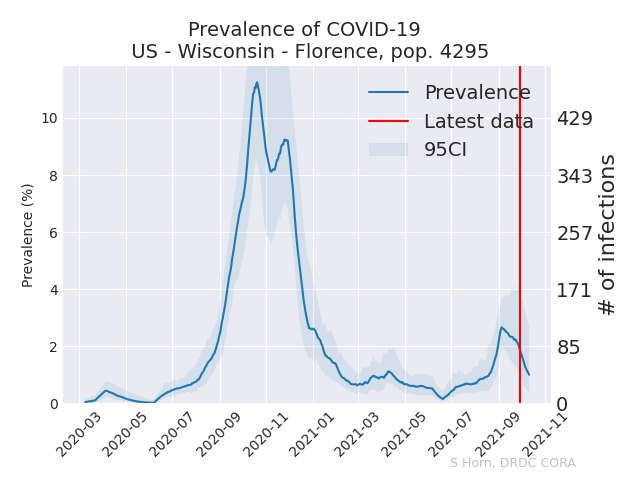 Prevalence of COVID-19
US - Wisconsin - Florence, pop. 4295
Prevalence
Latest data
95CI
Prevalence (%)
10
8
6
4
2
0
429
343
257
171
85
0
# of infections
2020-03
2020-05
2020-07
2020-09
2020-11
2021-01
2021-03
2021-05
2021-07
2021-09
2021-11
S Horn, DRDC CORA